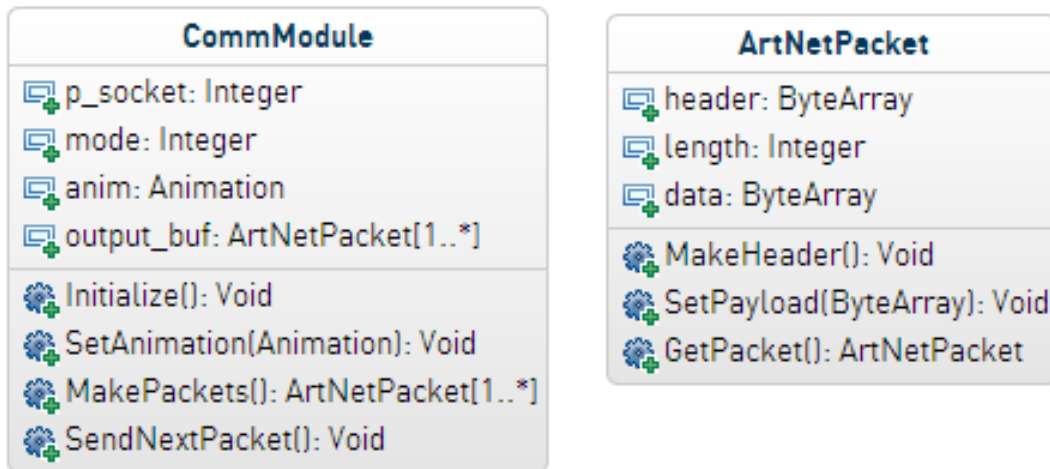 CommModule
p_socket: Integer
mode: Integer
anim: Animation
output_buf: ArtNetPacket[1..*]
Initialize(): Void
SetAnimation(Animation): Void
MakePackets(): ArtNetPacket[1..*]
SendNextPacket(): Void
ArtNetPacket
header: ByteArray
length: Integer
data: ByteArray
MakeHeader(): Void
SetPayload(ByteArray): Void
GetPacket(): ArtNetPacket